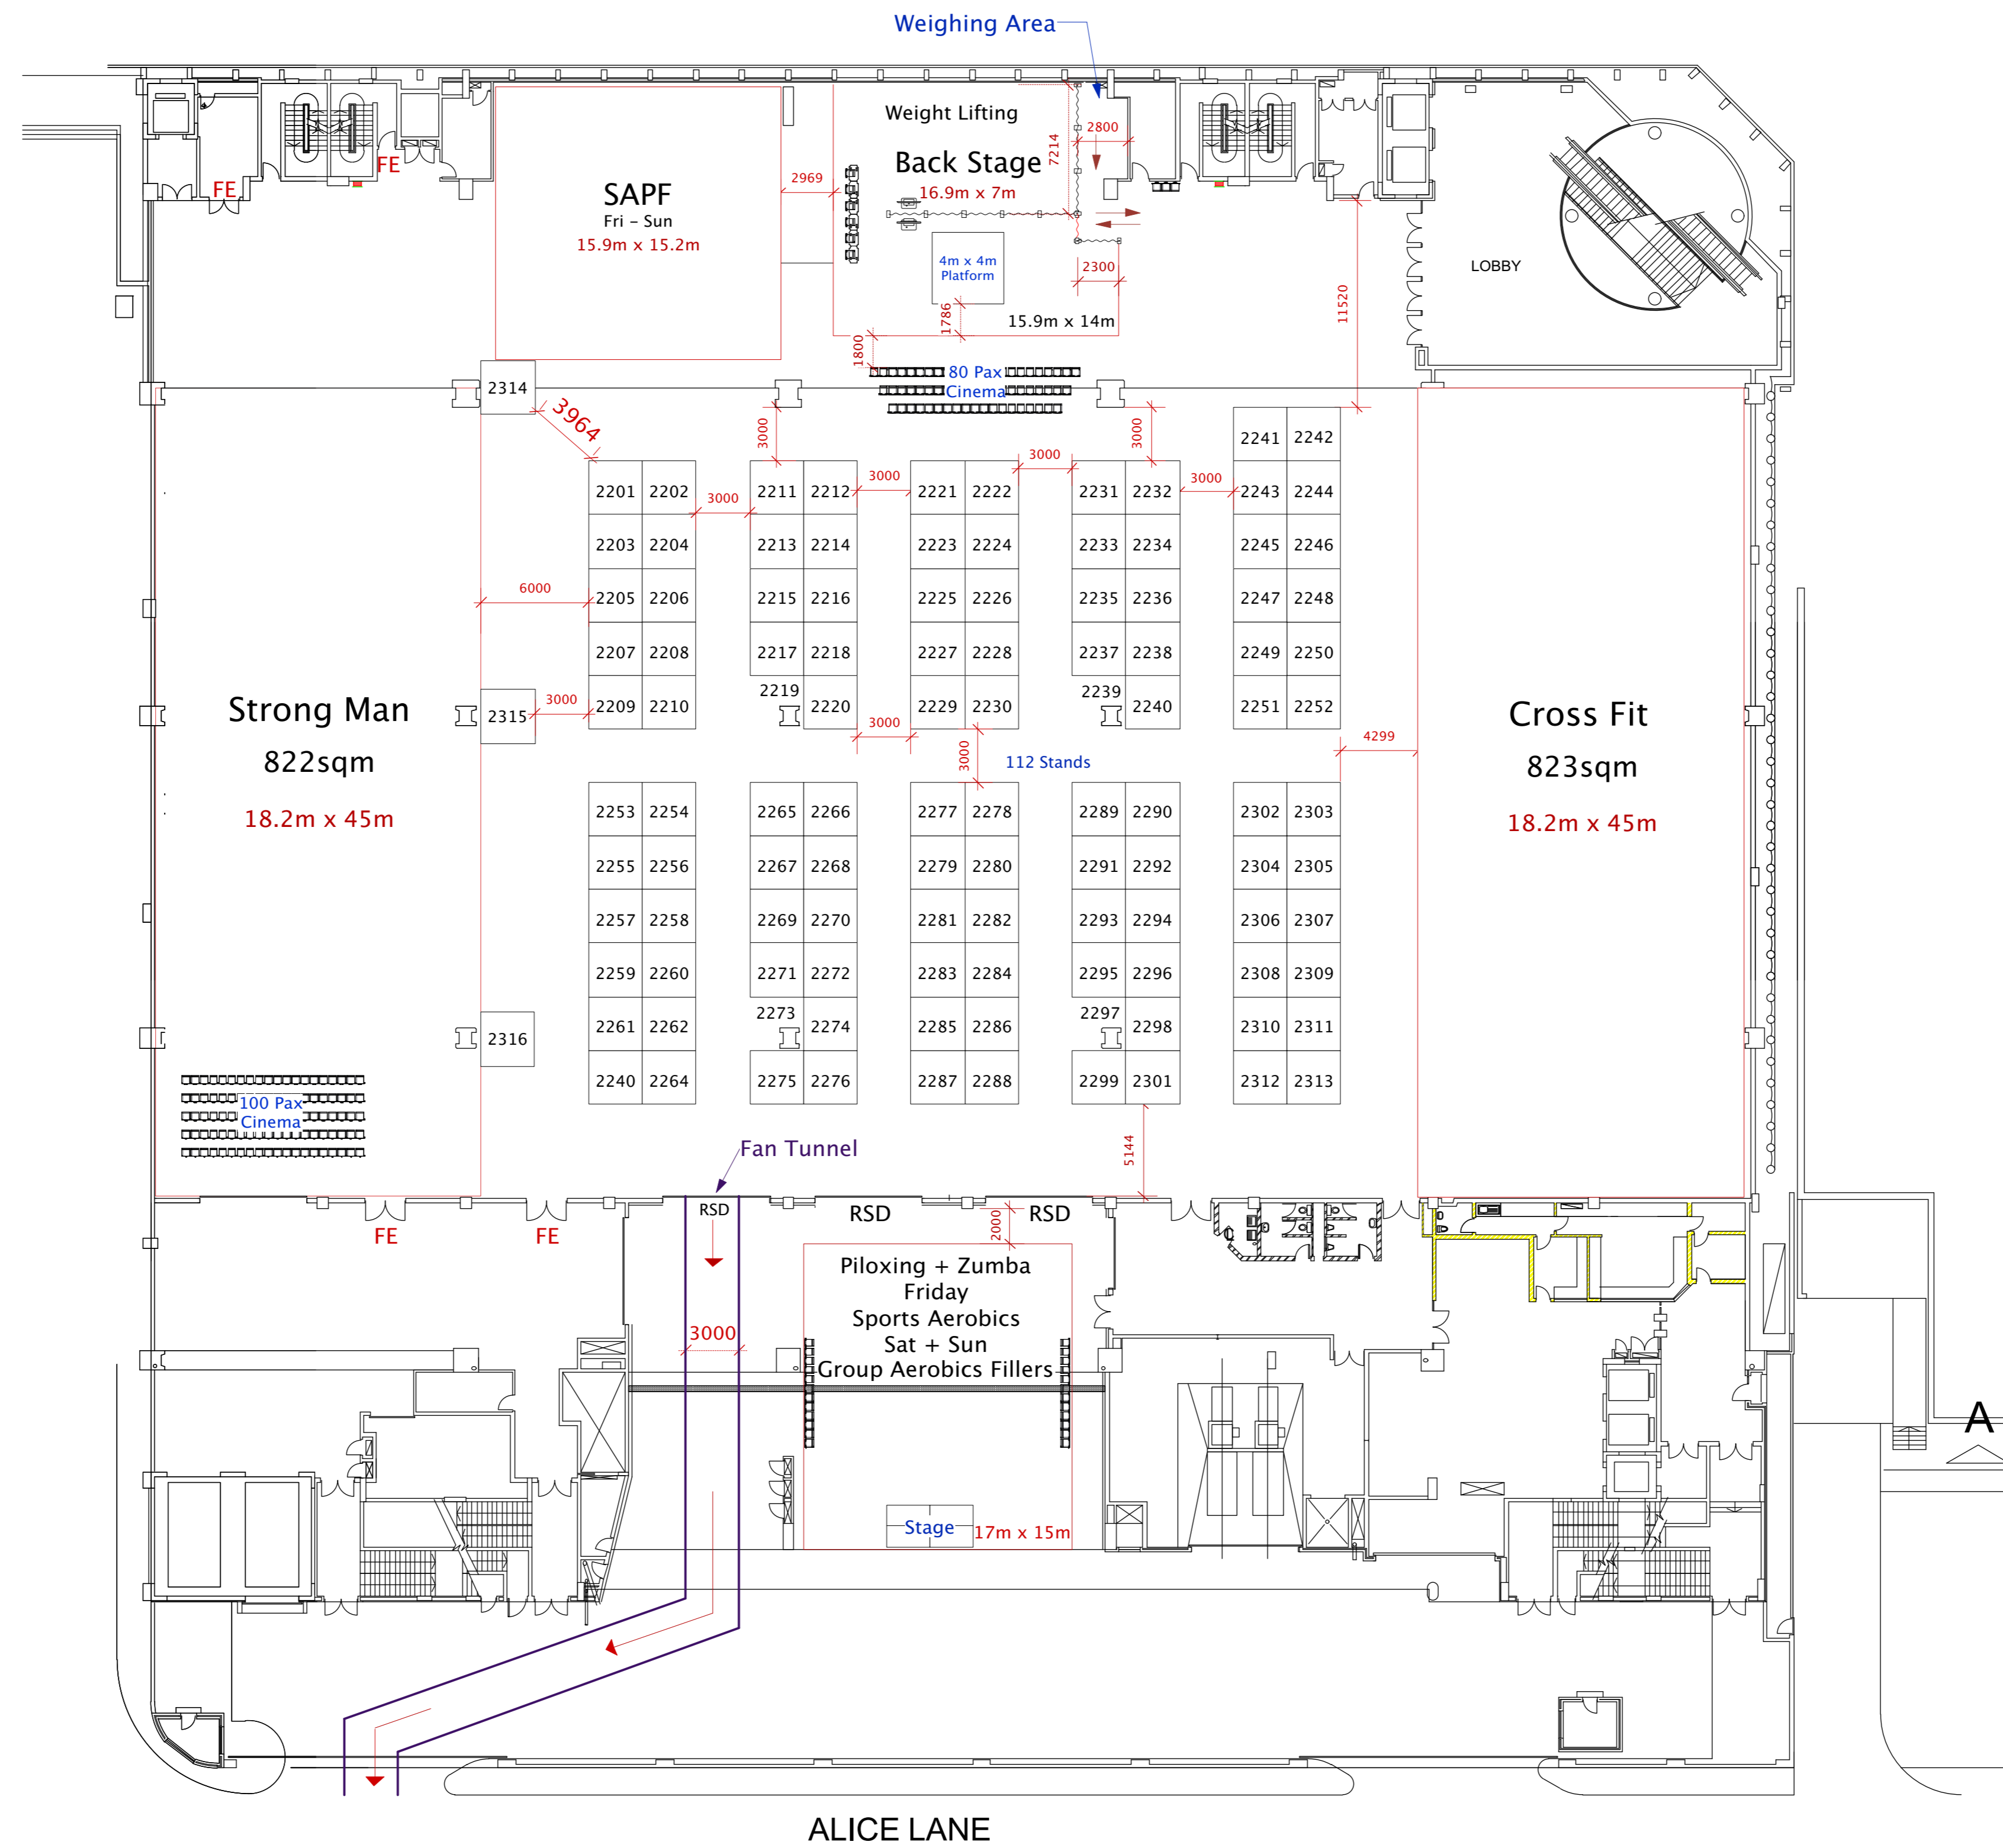 Weighing Area
Weight Lifting
Back Stage
16.9m x 7m
7214
2800
FE
FE
SAPF
Fri – Sun
15.9m x 15.2m
2969
4m x 4m
Platform
2300
1786
15.9m x 14m
1800
11520
LOBBY
80 Pax
Cinema
2314
3964
3000
3000
2241 2242
3000
3000
3000
3000
2201 2202
2211 2212
2221 2222
2231 2232
2243 2244
2203 2204
2213 2214
2223 2224
2233 2234
2245 2246
6000
2205 2206
2215 2216
2225 2226
2235 2236
2247 2248
2207 2208
2217 2218
2227 2228
2237 2238
2249 2250
2315
3000
2209 2210
2219
2220
2229 2230
2239
2240
2251 2252
3000
3000
112 Stands
4299
Strong Man
822sqm
18.2m x 45m
Cross Fit
823sqm
18.2m x 45m
2253 2254
2265 2266
2277 2278
2289 2290
2302 2303
2255 2256
2267 2268
2279 2280
2291 2292
2304 2305
2257 2258
2269 2270
2281 2282
2293 2294
2306 2307
2259 2260
2271 2272
2283 2284
2295 2296
2308 2309
2316
2261 2262
2273
2274
2285 2286
2297
2298
2310 2311
2240 2264
2275 2276
2287 2288
2299 2301
2312 2313
100 Pax
Cinema
5144
Fan Tunnel
FE
FE
RSD
RSD
RSD
2000
Piloxing + Zumba
Friday
Sports Aerobics
Sat + Sun
Group Aerobics Fillers
3000
Stage
17m x 15m
A
ALICE LANE